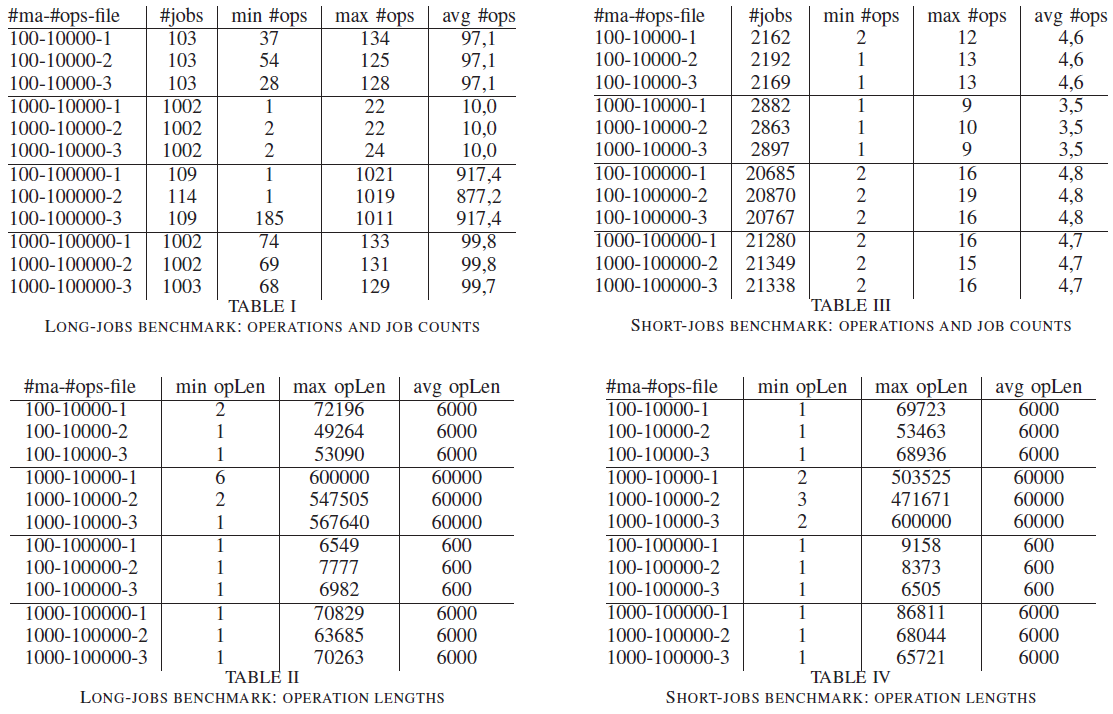 #ma-#ops-file #jobs min #ops max #ops avg #ops
100-10000-1 103 37 134 97,1
100-10000-2 103 54 125 97,1
100-10000-3 103 28 128 97,1
1000-10000-1 1002 1 22 10,0
1000-10000-2 1002 2 22 10,0
1000-10000-3 1002 2 24 10,0
100-100000-1 109 1 1021 917,4
100-100000-2 114 1 1019 877,2
100-100000-3 109 185 1011 917,4
1000-100000-1 1002 74 133 99,8
1000-100000-2 1002 69 131 99,8
1000-100000-3 1003 68 129 99,7
TABLE I
LONG-JOBS BENCHMARK: OPERATIONS AND JOB COUNTS
#ma-#ops-file min opLen max opLen avg opLen
100-10000-1 2 72196 6000
100-10000-2 1 49264 6000
100-10000-3 1 53090 6000
1000-10000-1 6 600000 60000
1000-10000-2 2 547505 60000
1000-10000-3 1 567640 60000
100-100000-1 1 6549 600
100-100000-2 1 7777 600
100-100000-3 1 6982 600
1000-100000-1 1 70829 6000
1000-100000-2 1 63685 6000
1000-100000-3 1 70263 6000
TABLE II
LONG-JOBS BENCHMARK: OPERATION LENGTHS
#ma-#ops-file #jobs min #ops max #ops avg #ops
100-10000-1 2162 2 12 4,6
100-10000-2 2192 1 13 4,6
100-10000-3 2169 1 13 4,6
1000-10000-1 2882 1 9 3,5
1000-10000-2 2863 1 10 3,5
1000-10000-3 2897 1 9 3,5
100-100000-1 20685 2 16 4,8
100-100000-2 20870 2 19 4,8
100-100000-3 20767 2 16 4,8
1000-100000-1 21280 2 16 4,7
1000-100000-2 21349 2 15 4,7
1000-100000-3 21338 2 16 4,7
TABLE III
SHORT-JOBS BENCHMARK: OPERATIONS AND JOB COUNTS
#ma-#ops-file min opLen max opLen avg opLen
100-10000-1 1 69723 6000
100-10000-2 1 53463 6000
100-10000-3 1 68936 6000
1000-10000-1 2 503525 60000
1000-10000-2 3 471671 60000
1000-10000-3 2 600000 60000
100-100000-1 1 9158 600
100-100000-2 1 8373 600
100-100000-3 1 6505 600
1000-100000-1 1 86811 6000
1000-100000-2 1 68044 6000
1000-100000-3 1 65721 6000
TABLE IV
SHORT-JOBS BENCHMARK: OPERATION LENGTHS